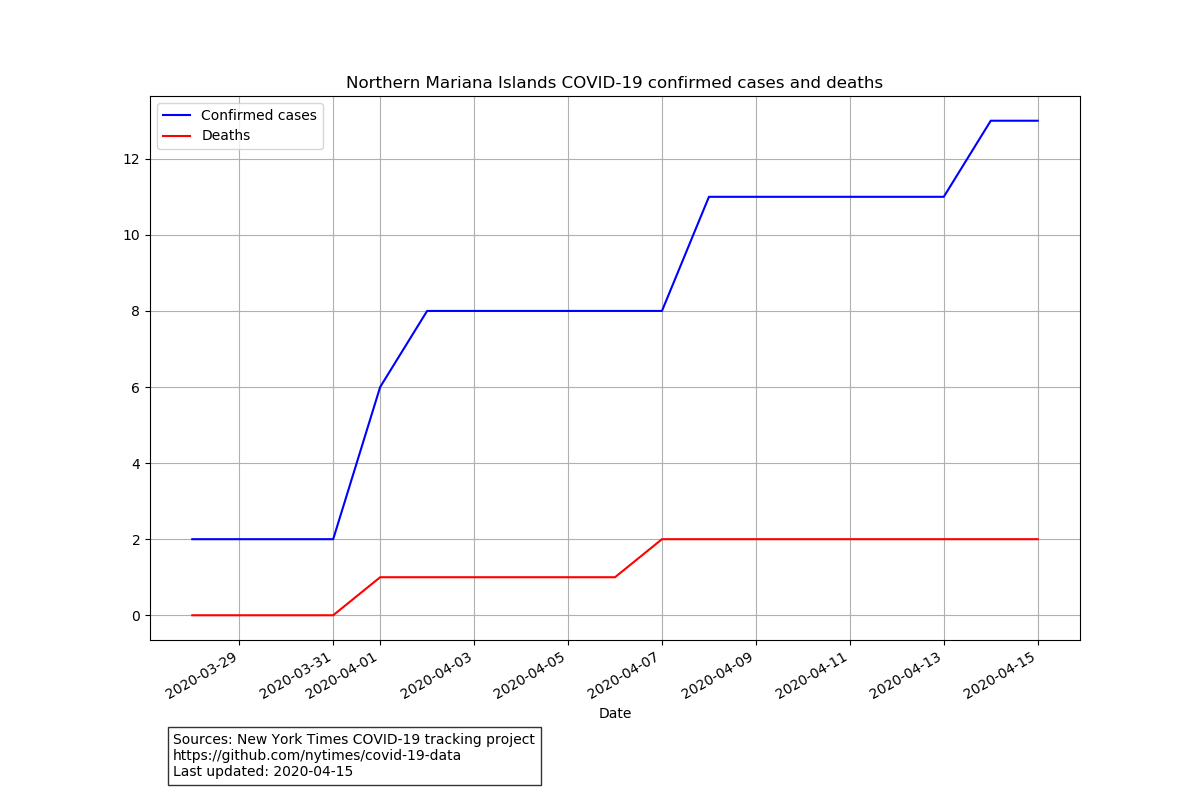 Northern Mariana Islands COVID-19 confirmed cases and deaths
Confirmed cases
Deaths
12
10
8
6
4
2
0
2020-03-29
2020-03-31
2020-04-01
2020-04-03
2020-04-05
2020-04-07
2020-04-09
2020-04-11
2020-04-13
2020-04-15
Date
Sources: New York Times COVID-19 tracking project
https://github.com/nytimes/covid-19-data
Last updated: 2020-04-15